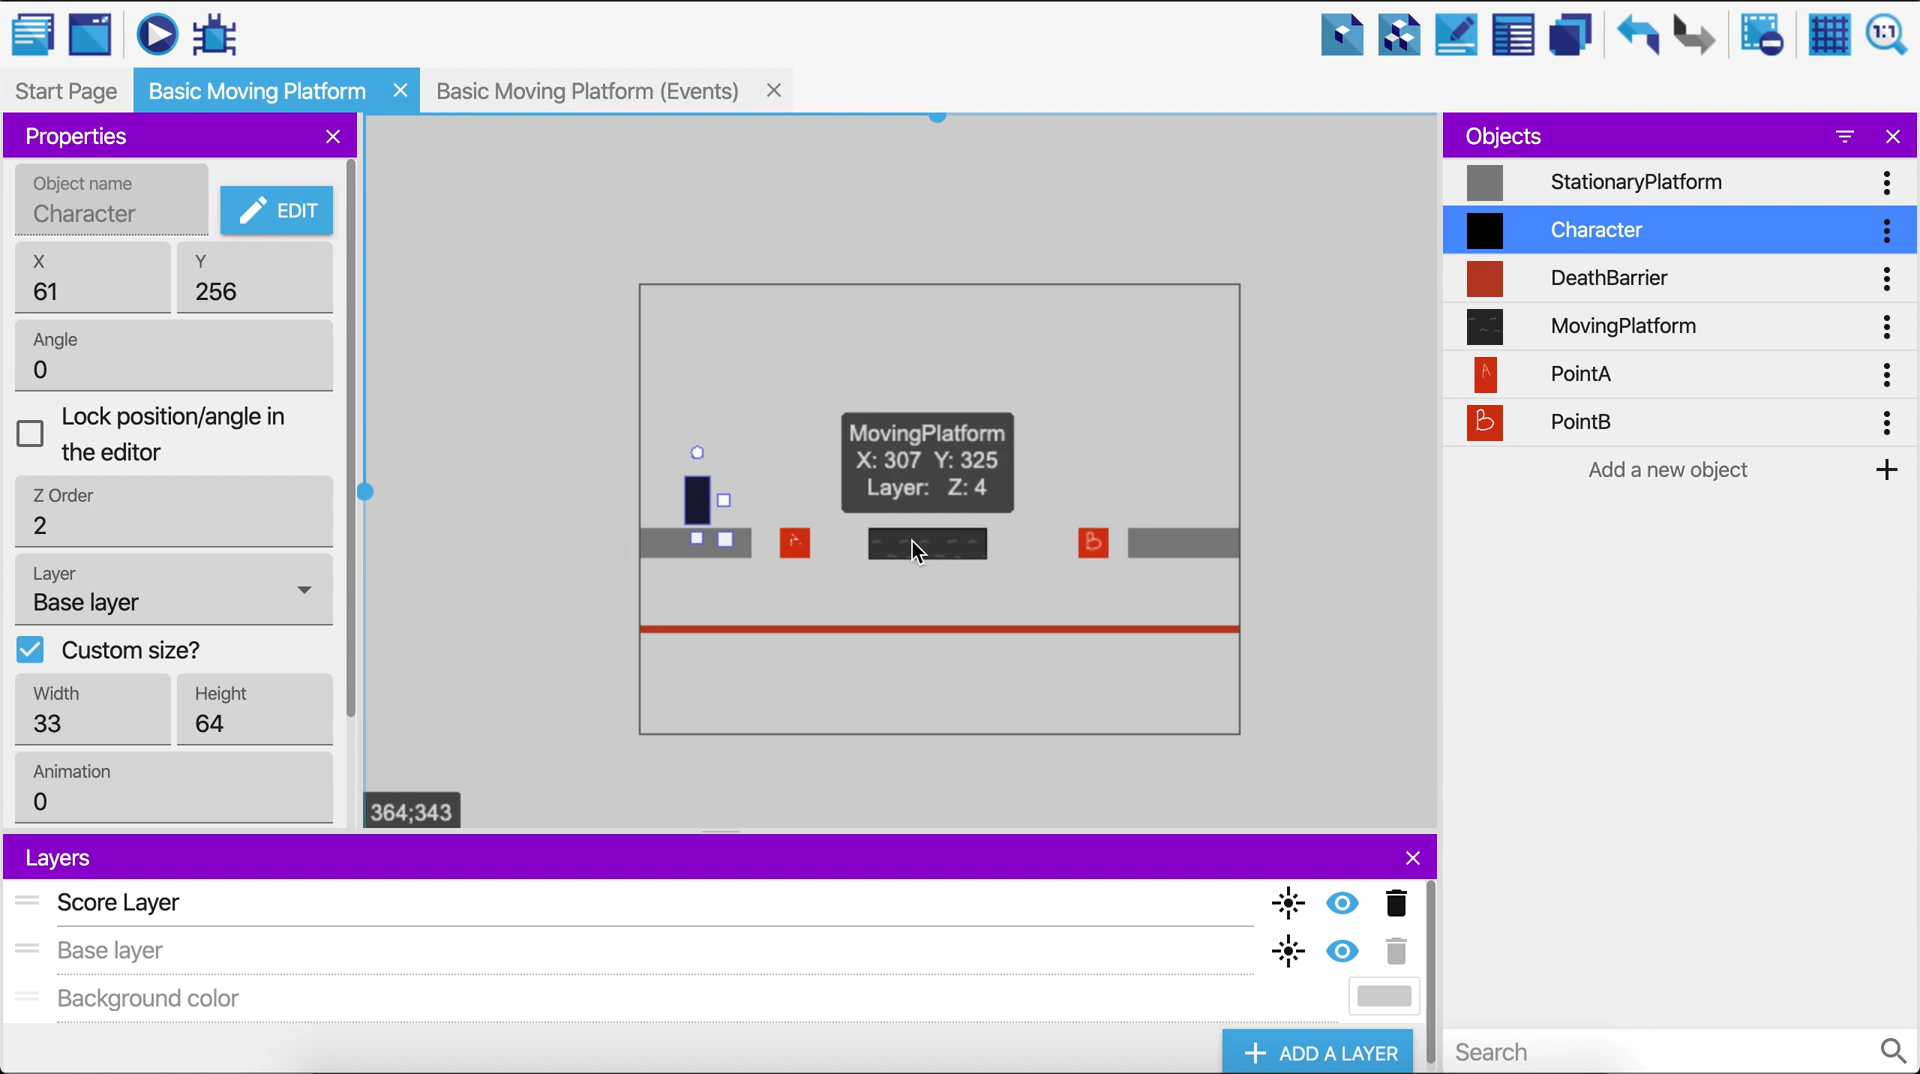 1:1
Start Page
Basic Moving Platform
Basic Moving Platform (Events)
Properties
Object name
Character
EDIT
X
61
Y
256
Angle
0
Lock position/angle in
the editor
Z Order
2
Layer
Base layer
Custom size?
Width
33
Height
64
Animation
0
MovingPlatform
X: 307 Y: 325
Layer: Z: 4
A
B
364;343
Objects
StationaryPlatform
Character
DeathBarrier
MovingPlatform
A
PointA
B
PointB
Add a new object
Search
Layers
Score Layer
Base layer
Background color
ADD A LAYER